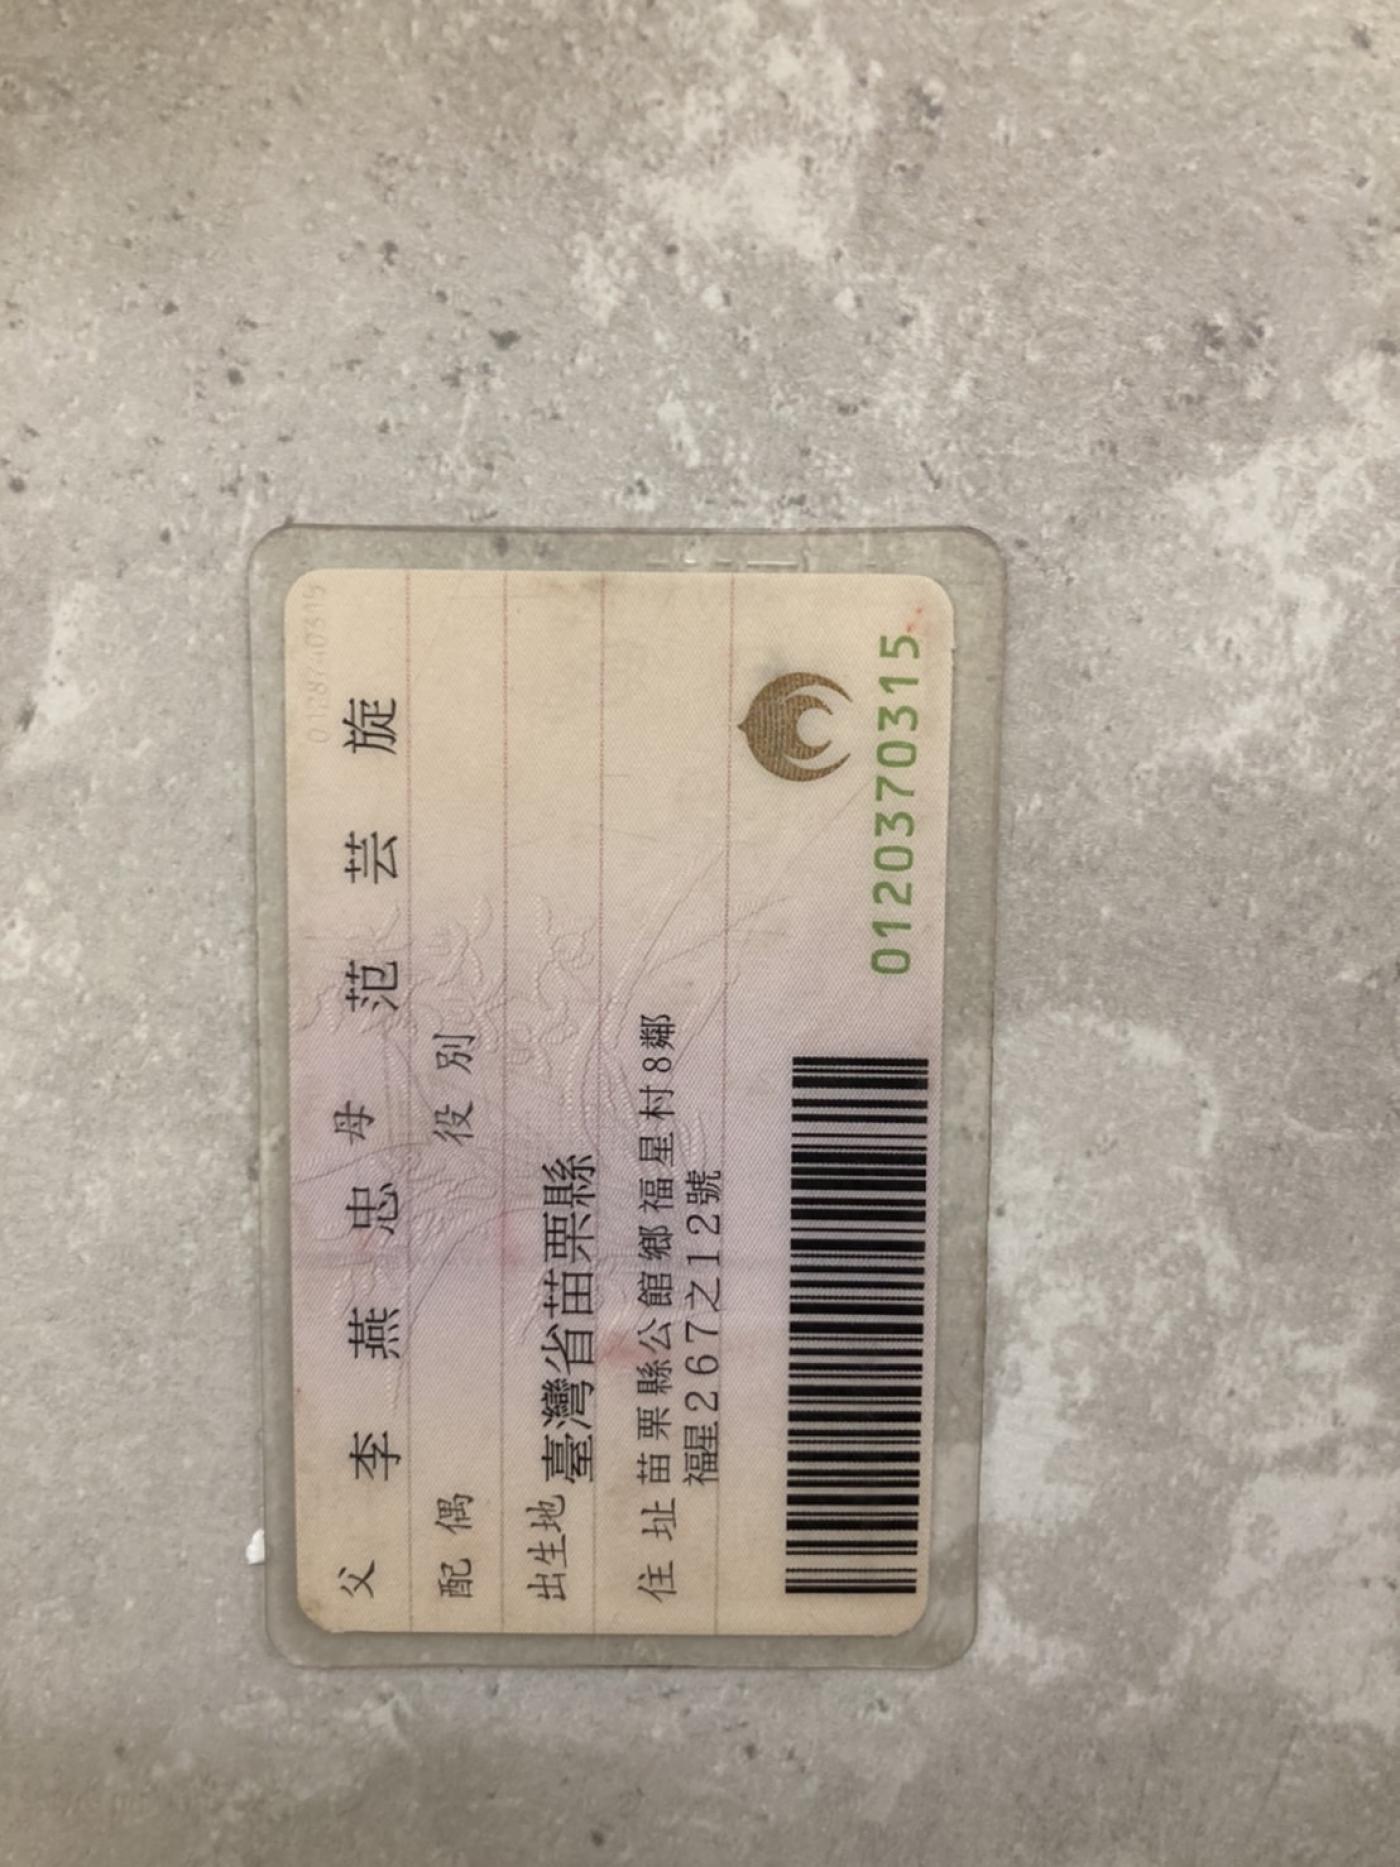 父 李燕忠 母 范芸旋
配偶 役別
出生地 臺灣省苗栗縣
住址 苗栗縣公館鄉福星村8鄰
福星267之12號
0120370315